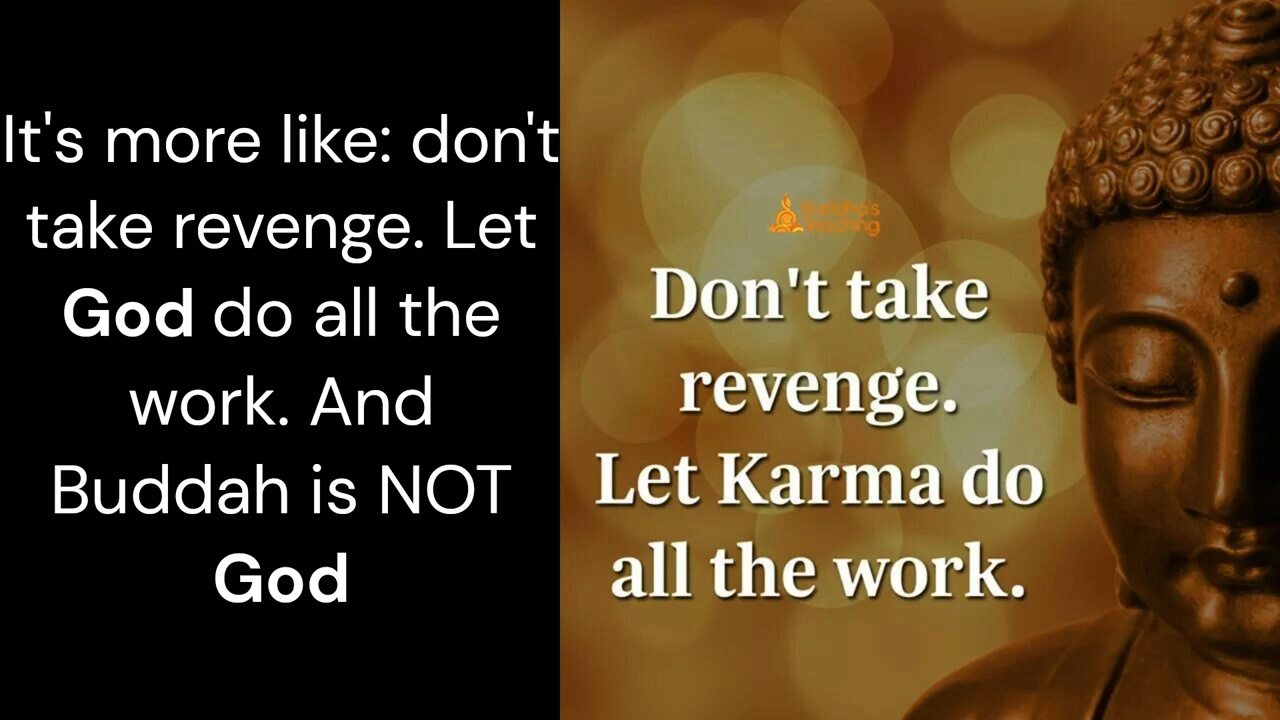 It's more like: don't
take revenge. Let
God do all the
work. And
Buddah is NOT
God
Buddha's
Don't take
revenge.
Let Karma do
all the work.